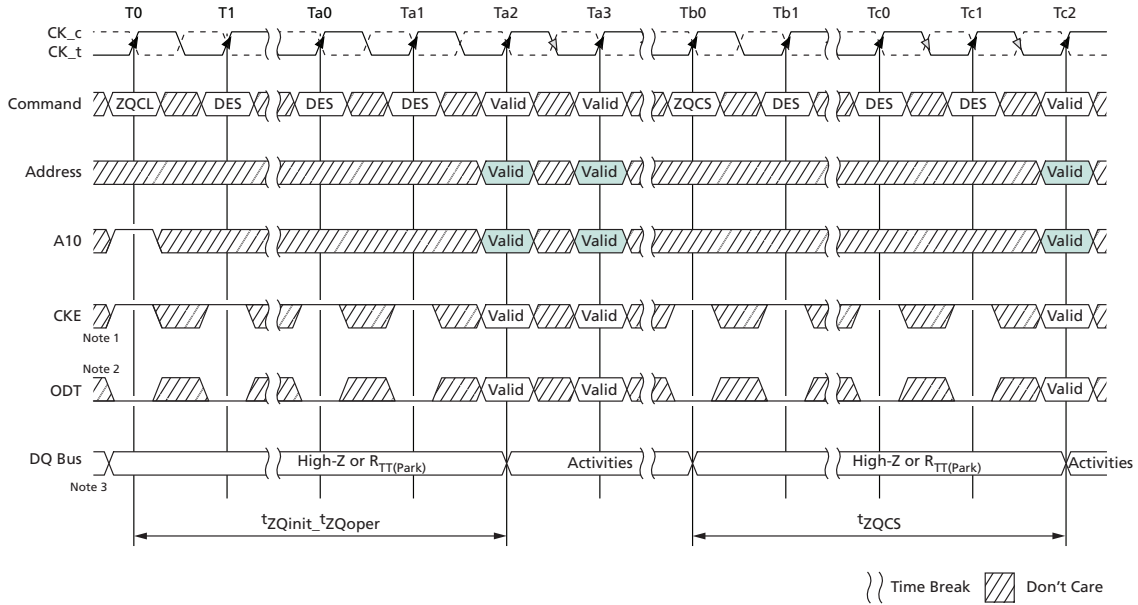 T0 T1 Ta0 Ta1 Ta2 Ta3 Tb0 Tb1 Tc0 Tc1 Tc2
CK_c
CK_t
Command ZQCL DES DES DES Valid Valid ZQCS DES DES DES Valid
Address Valid Valid Valid
A10 Valid Valid Valid
CKE Valid Valid Valid
Note 1
Note 2
ODT Valid Valid Valid
DQ Bus High-Z or RTT(Park) Activities High-Z or RTT(Park) Activities
Note 3
tZQinit_tZQoper tZQCS
Time Break Don't Care